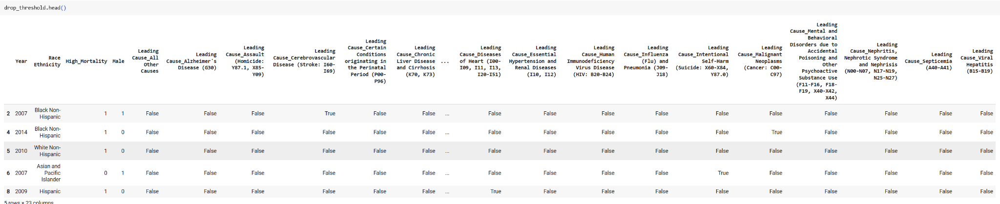 drop_threshold.head()
Year Race Ethnicity High_Mortality Male Leading Cause_All Other Causes Leading Cause_Alzheimer's Disease (G30) Leading Cause_Assault (Homicide: Y87.1, X85-Y09) Leading Cause_Cerebrovascular Disease (Stroke: I60-I69) Leading Cause_Certain Conditions originating in the Perinatal Period (P00-P96) Leading Cause_Chronic Liver Disease and Cirrhosis (K70, K73) ... Leading Cause_Diseases of Heart (I00-I09, I11, I13, I20-I51) Leading Cause_Essential Hypertension and Renal Diseases (I10, I12) Leading Cause_Human Immunodeficiency Virus Disease (HIV: B20-B24) Leading Cause_Influenza (Flu) and Pneumonia (J09-J18) Leading Cause_Intentional Self-Harm (Suicide: X60-X84, Y87.0) Leading Cause_Malignant Neoplasms (Cancer: C00-C97) Leading Cause_Mental and Behavioral Disorders due to Accidental Poisoning and Other Psychoactive Substance Use (F11-F16, F18-F19, X40-X42, X44) Leading Cause_Nephritis, Nephrotic Syndrome and Nephrisis (N00-N07, N17-N19, N25-N27) Leading Cause_Septicemia (A40-A41) Leading Cause_Viral Hepatitis (B15-B19)
2 2007 Black Non-Hispanic 1 1 False False False True False False ... False False False False False False False False False False
4 2014 Black Non-Hispanic 1 0 False False False False False False ... False False False False False True False False False False
5 2010 White Non-Hispanic 1 0 False False False False False False ... False False False False False False False False False False
6 2007 Asian and Pacific Islander 0 1 False False False False False False ... False False False False True False False False False False
8 2009 Hispanic 1 0 False False False False False False ... True False False False False False False False False False
5 rows × 23 columns